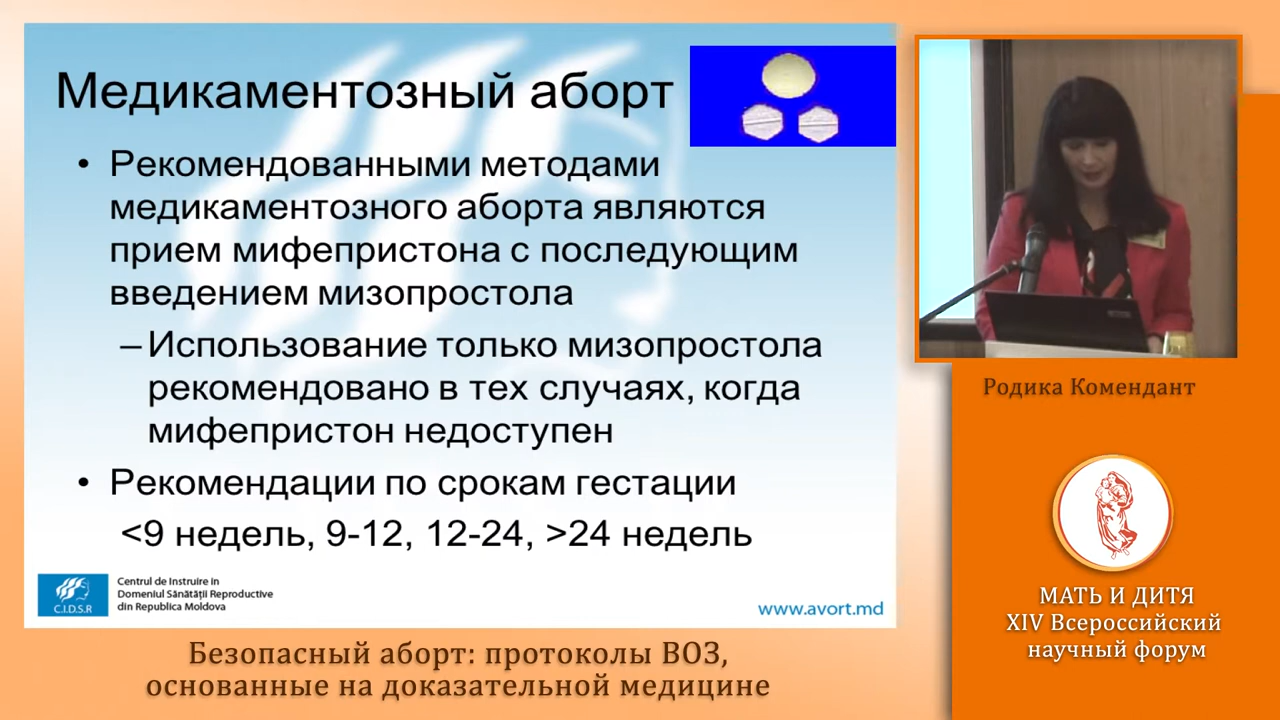 Медикаментозный аборт
• Рекомендованными методами
медикаментозного аборта являются
прием мифепристона с последующим
введением мизопростола
– Использование только мизопростола
рекомендовано в тех случаях, когда
мифепристон недоступен
• Рекомендации по срокам гестации
<9 недель, 9-12, 12-24, >24 недель
C.I.D.S.R
Centrul de Instruire in
Domeniul Sănătății Reproductive
din Republica Moldova
www.avort.md
Безопасный аборт: протоколы ВОЗ,
основанные на доказательной медицине
Родика Комендант
МАТЬ И ДИТЯ
XIV Всероссийский
научный форум